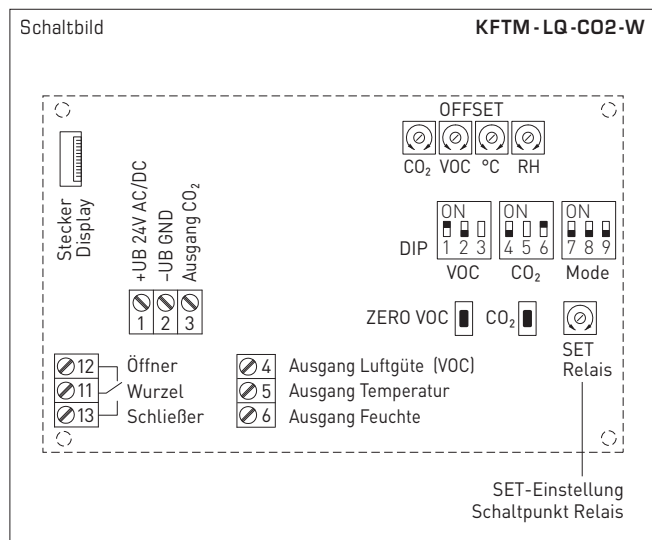 Schaltbild
KFTM-LQ-CO2-W
OFFSET
CO₂ VOC °C RH
Stecker
Display
+UB 24V AC/DC
–UB GND
Ausgang CO₂
1 2 3
ON ON ON
DIP
1 2 3 4 5 6 7 8 9
VOC CO₂ Mode
ZERO VOC CO₂
SET
Relais
12 Öffner
11 Wurzel
13 Schließer
4 Ausgang Luftgüte (VOC)
5 Ausgang Temperatur
6 Ausgang Feuchte
SET-Einstellung
Schaltpunkt Relais